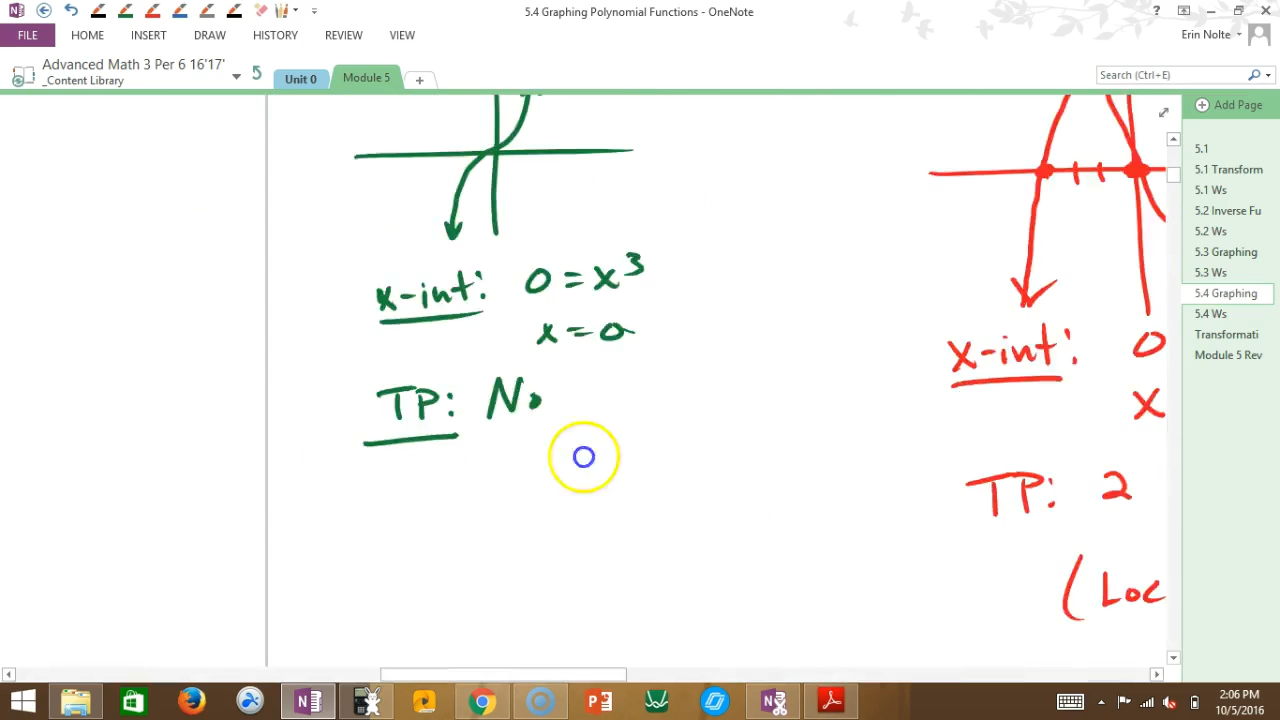 5.4 Graphing Polynomial Functions - OneNote
FILE HOME INSERT DRAW HISTORY REVIEW VIEW
Erin Nolte
Advanced Math 3 Per 6 16'17'
_Content Library
Unit 0
Module 5
Search (Ctrl+E)
Add Page
5.1
5.1 Transform
5.1 Ws
5.2 Inverse Fu
5.2 Ws
5.3 Graphing
5.3 Ws
5.4 Graphing
5.4 Ws
Transformati
Module 5 Rev
x-int: 0 = x³
x = 0
TP: No
x-int: 0
x
TP: 2
(Loc
2:06 PM
10/5/2016